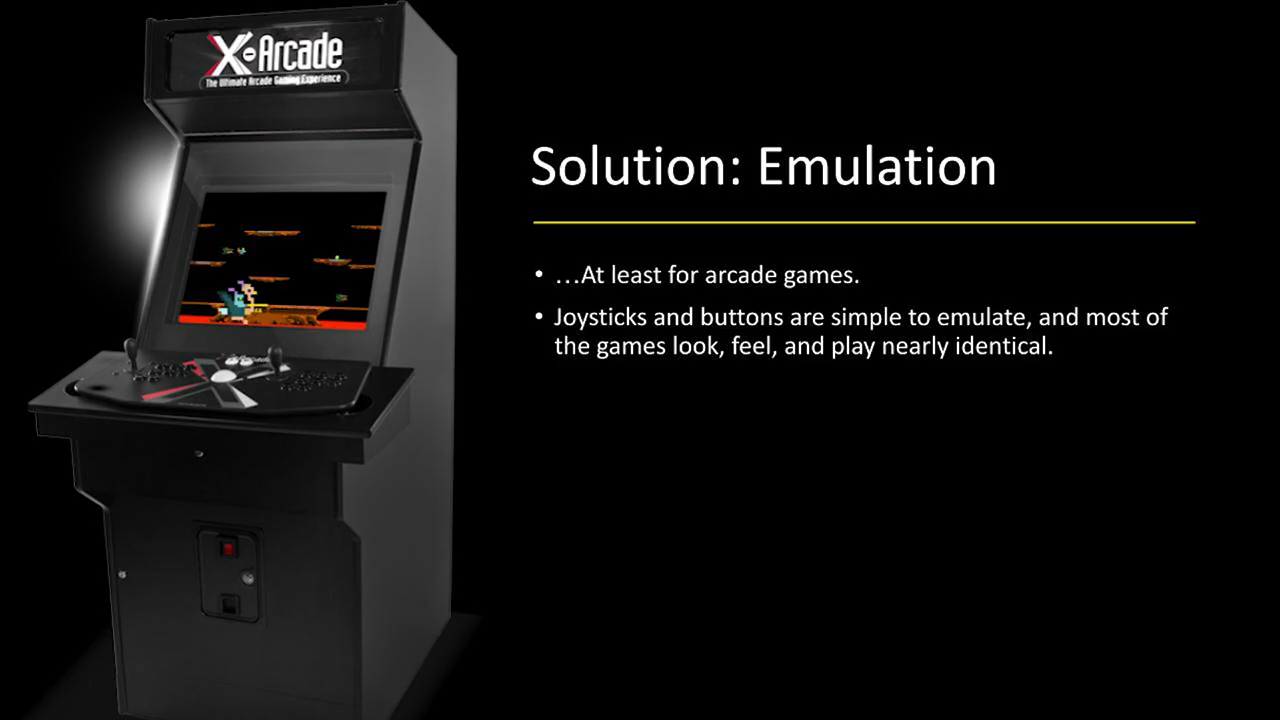 X-Arcade
The Ultimate Arcade Gaming Experience
Solution: Emulation
• …At least for arcade games.
• Joysticks and buttons are simple to emulate, and most of
the games look, feel, and play nearly identical.